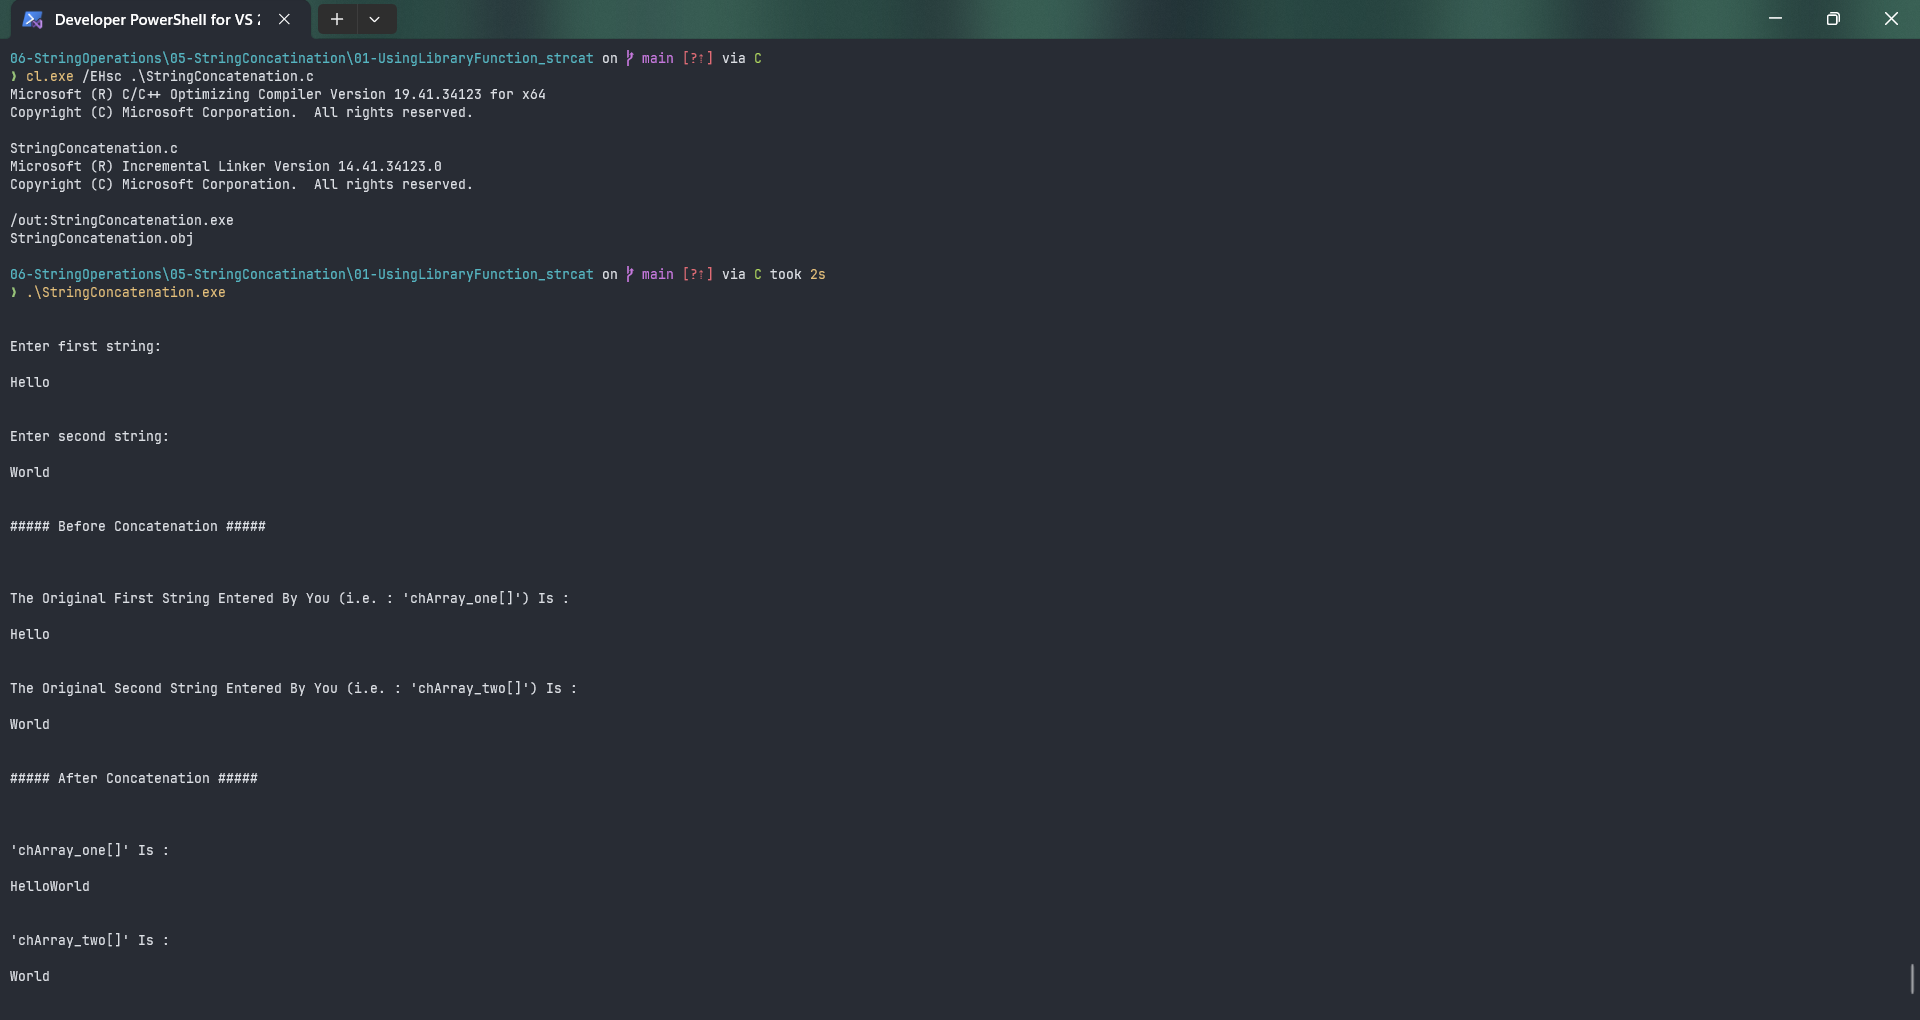 Developer PowerShell for VS 2
06-StringOperations\05-StringConcatination\01-UsingLibraryFunction_strcat on main [?↑] via C
❯ cl.exe /EHsc .\StringConcatenation.c
Microsoft (R) C/C++ Optimizing Compiler Version 19.41.34123 for x64
Copyright (C) Microsoft Corporation.  All rights reserved.

StringConcatenation.c
Microsoft (R) Incremental Linker Version 14.41.34123.0
Copyright (C) Microsoft Corporation.  All rights reserved.

/out:StringConcatenation.exe
StringConcatenation.obj

06-StringOperations\05-StringConcatination\01-UsingLibraryFunction_strcat on main [?↑] via C took 2s
❯ .\StringConcatenation.exe

Enter first string:

Hello

Enter second string:

World

##### Before Concatenation #####

The Original First String Entered By You (i.e. : 'chArray_one[]') Is :

Hello

The Original Second String Entered By You (i.e. : 'chArray_two[]') Is :

World

##### After Concatenation #####

'chArray_one[]' Is :

HelloWorld

'chArray_two[]' Is :

World